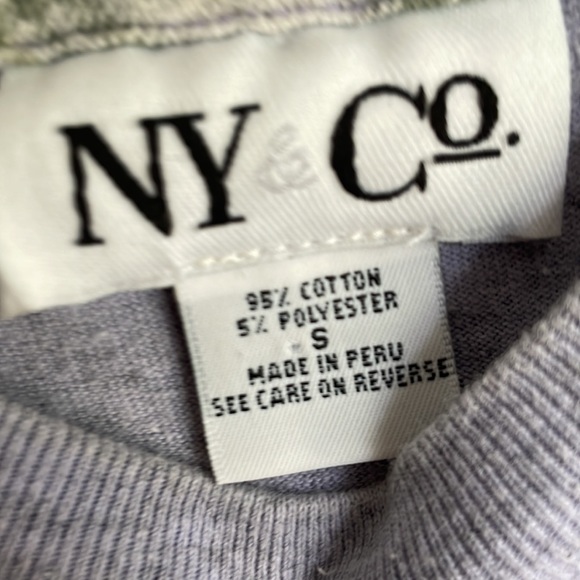 NY & Co.
95% COTTON
5% POLYESTER
S
MADE IN PERU
SEE CARE ON REVERSE